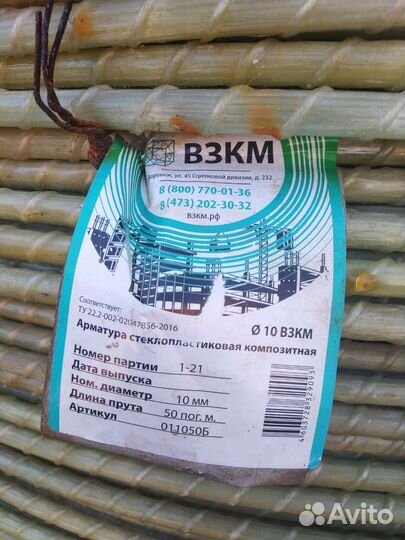 ВЗКМ
Воронеж, ул. 45 Стрелковой дивизии, д. 232
8 (800) 770-01-36
8 (473) 202-30-32
взкм.рф
Соответствует:
ТУ 22.2-002-02047856-2016
Ø 10 ВЗКМ
Арматура стеклопластиковая композитная
Номер партии 1-21
Дата выпуска
Ном. диаметр 10 мм
Длина прута 50 пог. м.
Артикул 011050Б
4603728329093
Avito